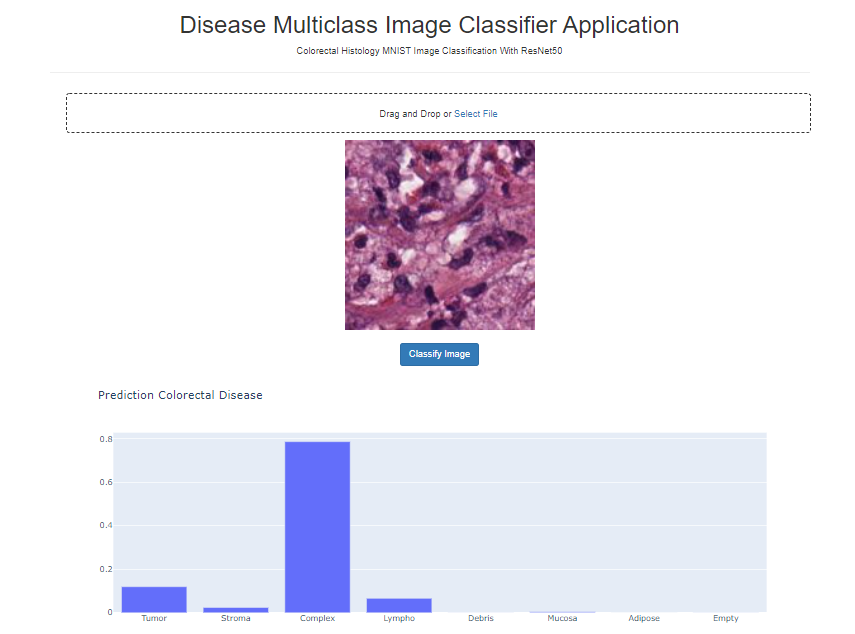 Disease Multiclass Image Classifier Application
Colorectal Histology MNIST Image Classification With ResNet50
Drag and Drop or Select File
Classify Image
Prediction Colorectal Disease
0.8
0.6
0.4
0.2
0
Tumor Stroma Complex Lympho Debris Mucosa Adipose Empty